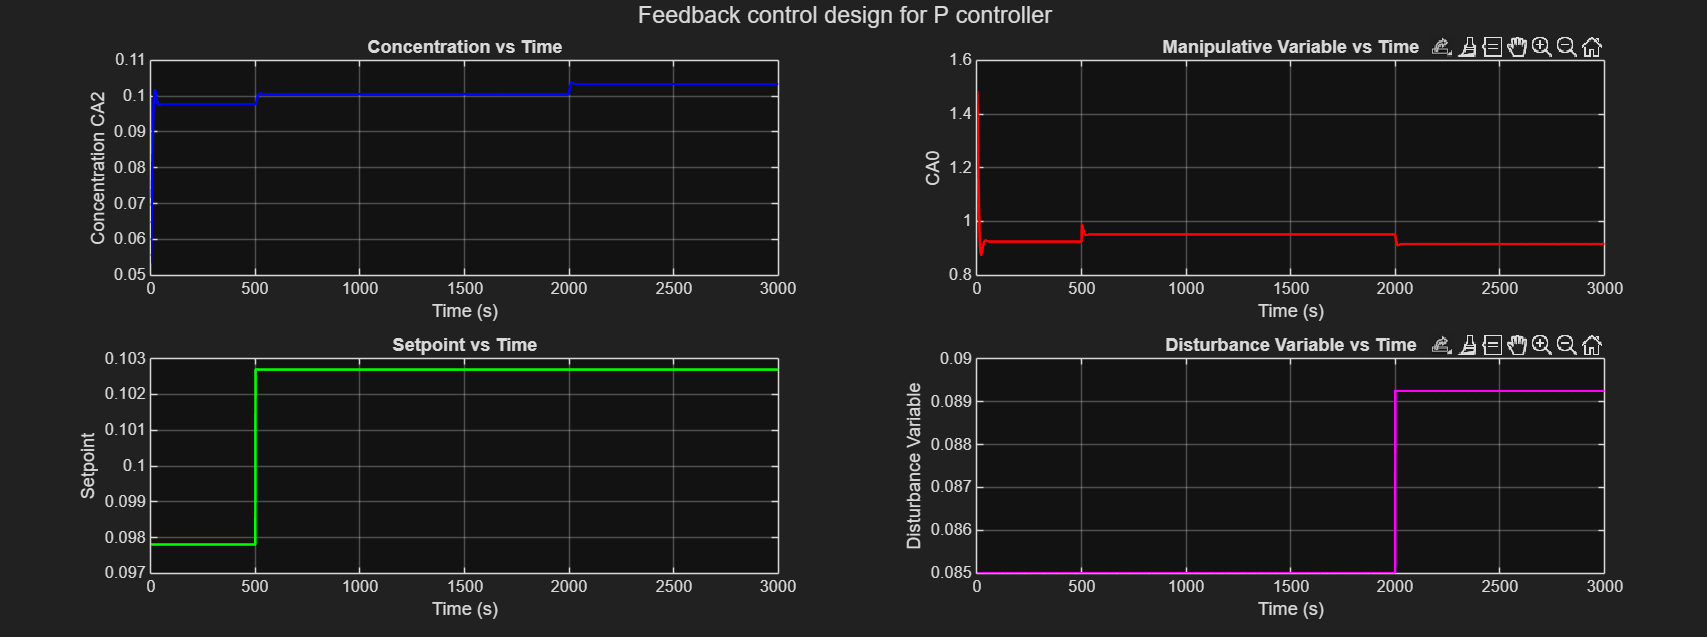 Feedback control design for P controller
Concentration vs Time
0.11
0.1
0.09
0.08
0.07
0.06
0.05
Concentration CA2
0 500 1000 1500 2000 2500 3000
Time (s)
Manipulative Variable vs Time
1.6
1.4
1.2
1
0.8
CA0
0 500 1000 1500 2000 2500 3000
Time (s)
Setpoint vs Time
0.103
0.102
0.101
0.1
0.099
0.098
0.097
Setpoint
0 500 1000 1500 2000 2500 3000
Time (s)
Disturbance Variable vs Time
0.09
0.089
0.088
0.087
0.086
0.085
Disturbance Variable
0 500 1000 1500 2000 2500 3000
Time (s)